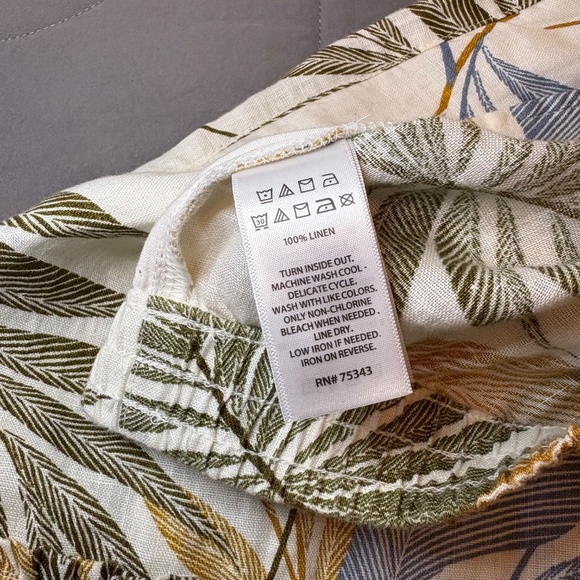 30
100% LINEN
TURN INSIDE OUT.
MACHINE WASH COOL -
DELICATE CYCLE.
WASH WITH LIKE COLORS.
ONLY NON-CHLORINE
BLEACH WHEN NEEDED.
LINE DRY.
LOW IRON IF NEEDED.
IRON ON REVERSE.
RN# 75343